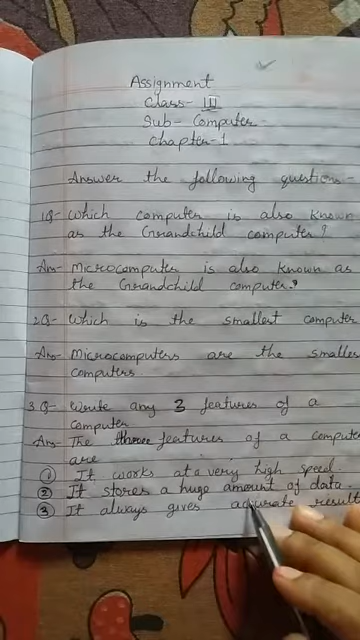 Assignment
Class- III
Sub- Computer
Chapter-1
Answer the following questions-
1Q- Which computer is also known
as the Grandchild computer?
Ans- Microcomputer is also known as
the Grandchild computer?
2Q- Which is the smallest computer
Ans- Microcomputers are the smalles
computers.
3Q- Write any 3 features of a
computer
Ans- The three features of a compute
are
① It works at a very high speed.
② It stores a huge amount of data.
③ It always gives accurate result